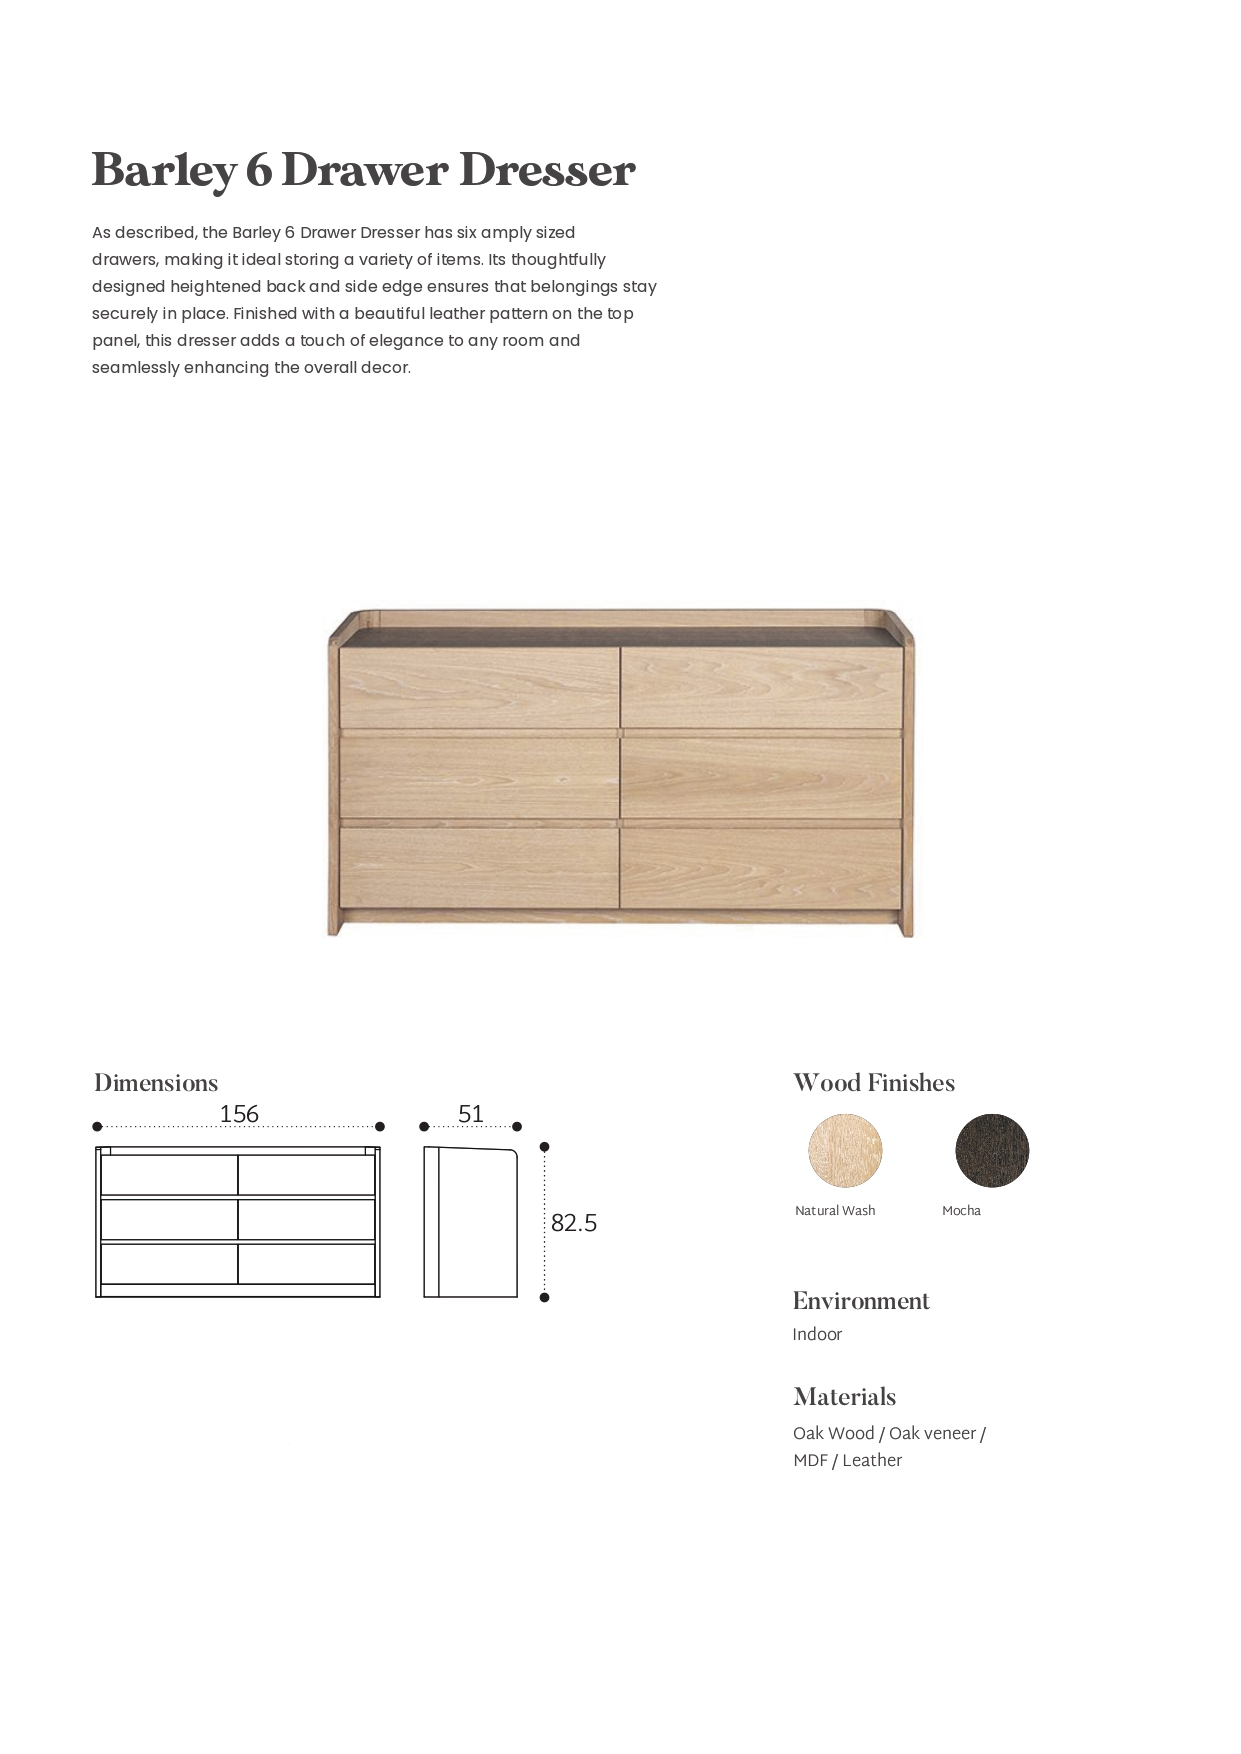 Barley 6 Drawer Dresser
As described, the Barley 6 Drawer Dresser has six amply sized
drawers, making it ideal storing a variety of items. Its thoughtfully
designed heightened back and side edge ensures that belongings stay
securely in place. Finished with a beautiful leather pattern on the top
panel, this dresser adds a touch of elegance to any room and
seamlessly enhancing the overall decor.
Dimensions
156
51
82.5
Wood Finishes
Natural Wash
Mocha
Environment
Indoor
Materials
Oak Wood / Oak veneer /
MDF / Leather